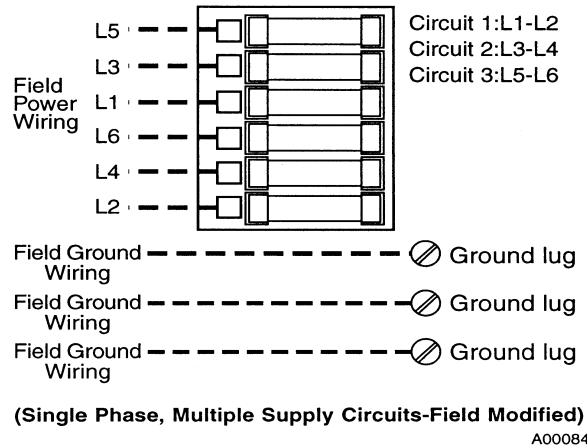 L5
L3
Field
Power
Wiring
L1
L6
L4
L2
Circuit 1:L1-L2
Circuit 2:L3-L4
Circuit 3:L5-L6
Field Ground
Wiring
Ground lug
Field Ground
Wiring
Ground lug
Field Ground
Wiring
Ground lug
(Single Phase, Multiple Supply Circuits-Field Modified)
A00084